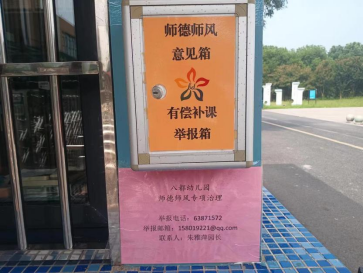 师德师风
意见箱
有偿补课
举报箱
八都幼儿园
师德师风专项治理
举报电话：63871572
举报邮箱：158019221@qq.com
联系人：朱雅萍园长